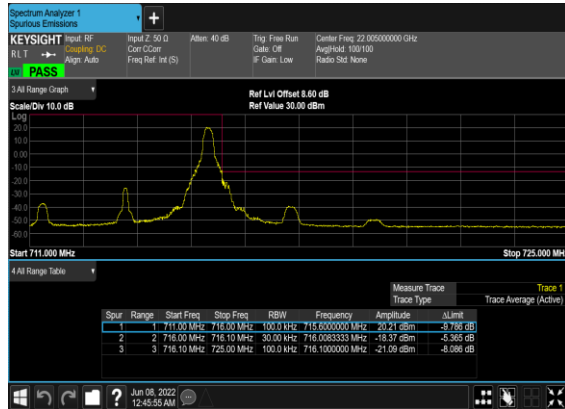 Spectrum Analyzer 1
Spurious Emissions
+
KEYSIGHT Input: RF Input Z: 50 Ω Atten: 40 dB Trig: Free Run Center Freq: 22.005000000 GHz
RLT Coupling: DC Corr CCorr Gate: Off Avg|Hold: 100/100
Align: Auto Freq Ref: Int (S) IF Gain: Low Radio Std: None
PASS
3 All Range Graph
Ref Lvl Offset 8.60 dB
Scale/Div 10.0 dB Ref Value 30.00 dBm
Log
20.0
10.0
0.00
-10.0
-20.0
-30.0
-40.0
-50.0
-60.0
Start 711.000 MHz Stop 725.000 MH
4 All Range Table
Measure Trace Trace 1
Trace Type Trace Average (Active)
Spur Range Start Freq Stop Freq RBW Frequency Amplitude ΔLimit
1 1 711.00 MHz 716.00 MHz 100.0 kHz 715.6000000 MHz 20.21 dBm -9.786 dB
2 2 716.00 MHz 716.10 MHz 30.00 kHz 716.0083333 MHz -18.37 dBm -5.365 dB
3 3 716.10 MHz 725.00 MHz 100.0 kHz 716.1000000 MHz -21.09 dBm -8.086 dB
? Jun 08, 2022
12:45:55 AM